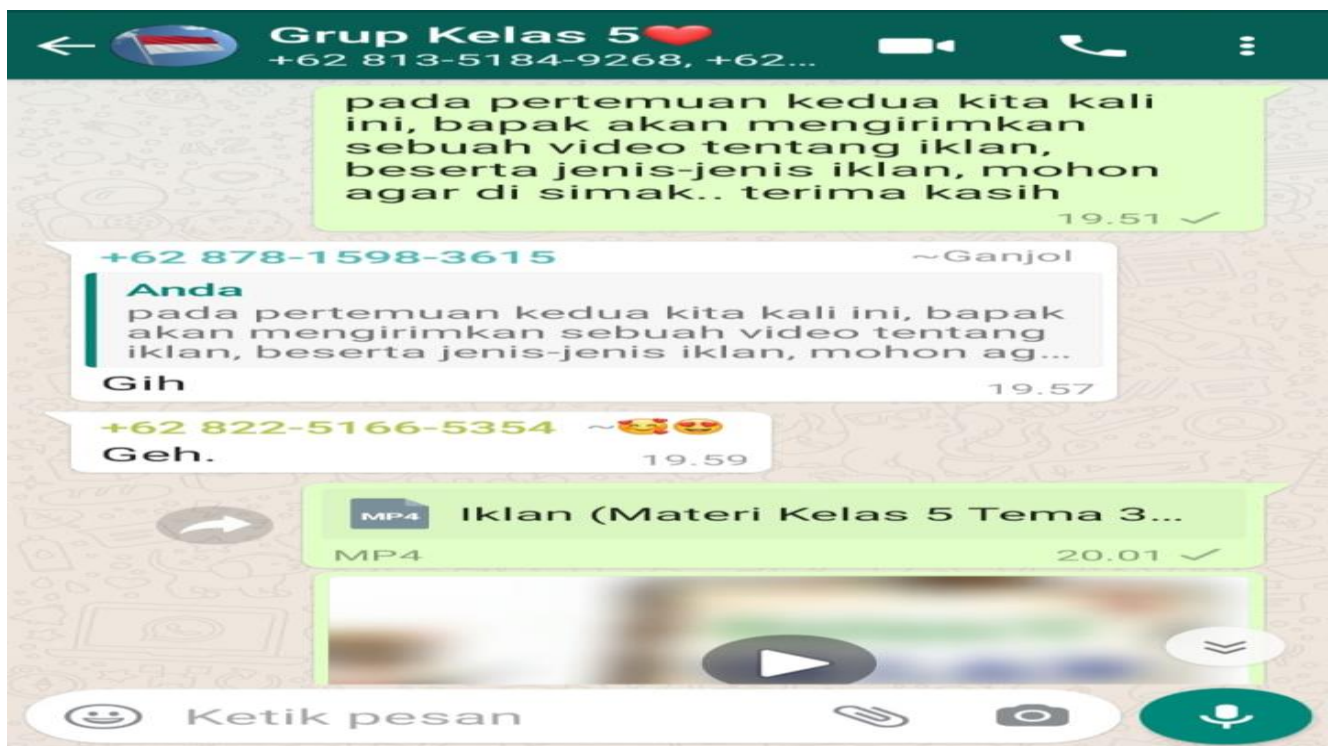 Grup Kelas 5❤️
+62 813-5184-9268, +62...
pada pertemuan kedua kita kali
ini, bapak akan mengirimkan
sebuah video tentang iklan,
beserta jenis-jenis iklan, mohon
agar di simak.. terima kasih
19.51
+62 878-1598-3615 ~Ganjol
Anda
pada pertemuan kedua kita kali ini, bapak
akan mengirimkan sebuah video tentang
iklan, beserta jenis-jenis iklan, mohon ag...
Gih 19.57
+62 822-5166-5354 ~🥰😍
Geh. 19.59
MP4 Iklan (Materi Kelas 5 Tema 3...
MP4 20.01
Ketik pesan